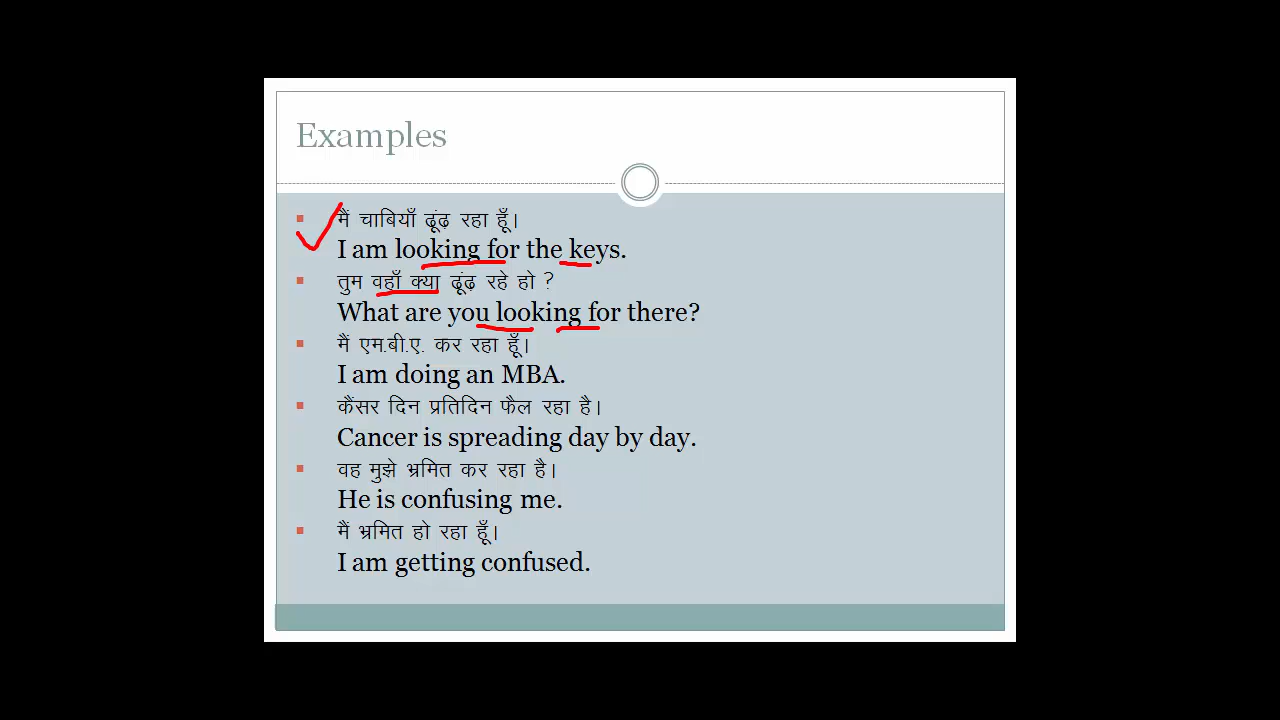 Examples
मैं चाबियाँ ढूंढ़ रहा हूँ।
I am looking for the keys.
तुम वहाँ क्या ढूंढ़ रहे हो ?
What are you looking for there?
मैं एम.बी.ए. कर रहा हूँ।
I am doing an MBA.
कैंसर दिन प्रतिदिन फैल रहा है।
Cancer is spreading day by day.
वह मुझे भ्रमित कर रहा है।
He is confusing me.
मैं भ्रमित हो रहा हूँ।
I am getting confused.